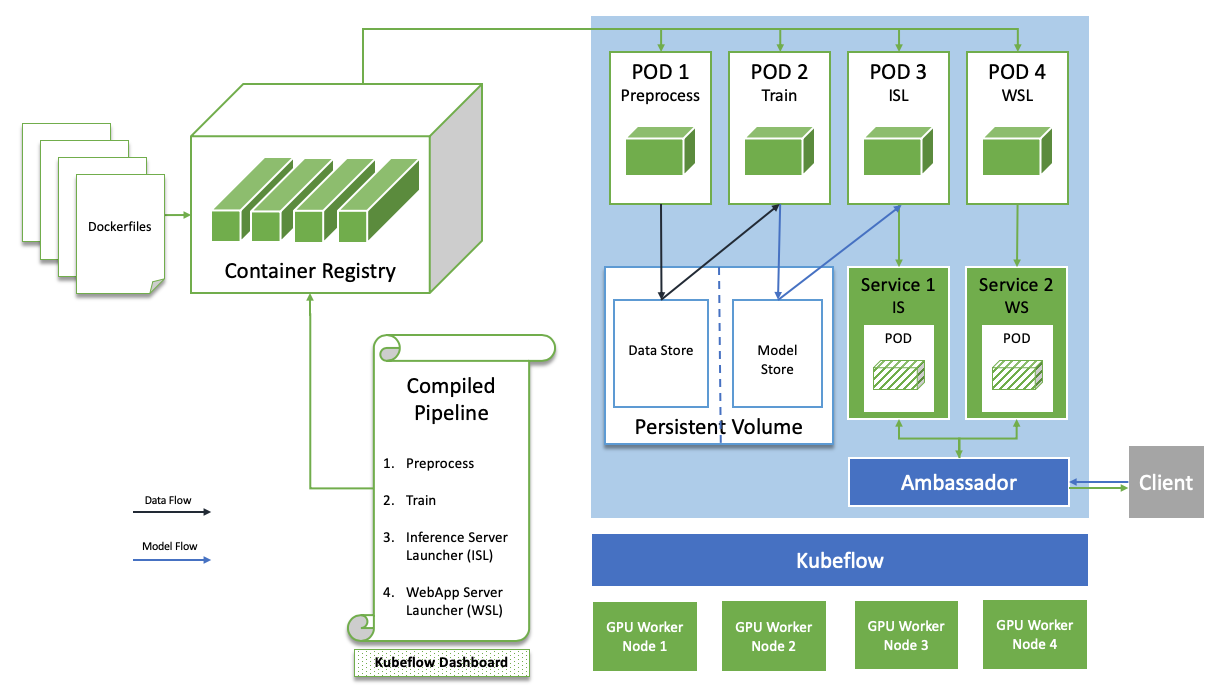 POD 1
Preprocess
POD 2
Train
POD 3
ISL
POD 4
WSL
Dockerfiles
Container Registry
Data Store
Model
Store
Persistent Volume
Service 1
IS
POD
Service 2
WS
POD
Ambassador
Client
Compiled
Pipeline
1. Preprocess
2. Train
3. Inference Server
Launcher (ISL)
4. WebApp Server
Launcher (WSL)
Kubeflow Dashboard
Data Flow
Model Flow
Kubeflow
GPU Worker
Node 1
GPU Worker
Node 2
GPU Worker
Node 3
GPU Worker
Node 4